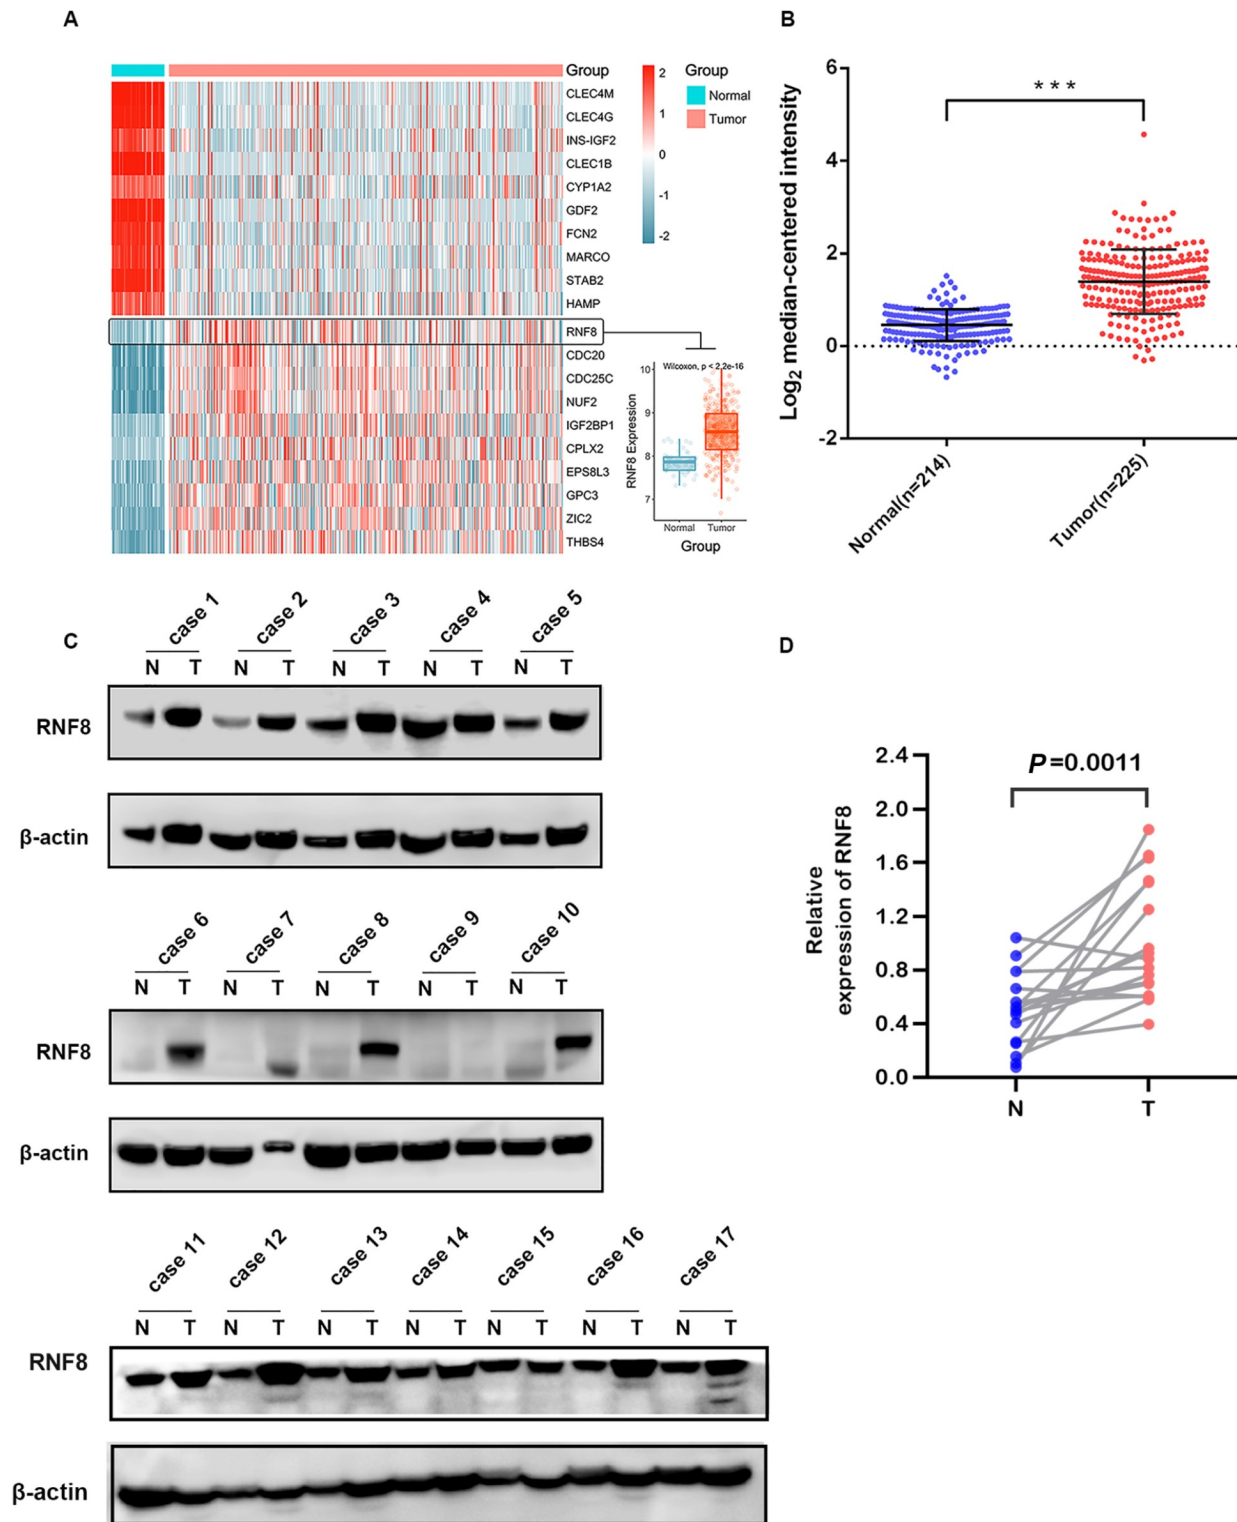 A
B
Group
CLEC4M
CLEC4G
INS-IGF2
CLEC1B
CYP1A2
GDF2
FCN2
MARCO
STAB2
HAMP
RNF8
CDC20
CDC25C
NUF2
IGF2BP1
CPLX2
EPS8L3
GPC3
ZIC2
THBS4
2
1
0
-1
-2
Group
Normal
Tumor
Wilcoxon, p < 2.2e-16
RNF8 Expression
10
9
8
7
Normal Tumor
Group
Log2 median-centered intensity
6
4
2
0
-2
***
Normal(n=214)
Tumor(n=225)
C
case 1 case 2 case 3 case 4 case 5
N T N T N T N T N T
RNF8
β-actin
case 6 case 7 case 8 case 9 case 10
N T N T N T N T N T
RNF8
β-actin
case 11 case 12 case 13 case 14 case 15 case 16 case 17
N T N T N T N T N T N T N T
RNF8
β-actin
D
P=0.0011
Relative
expression of RNF8
2.4
2.0
1.6
1.2
0.8
0.4
0.0
N T